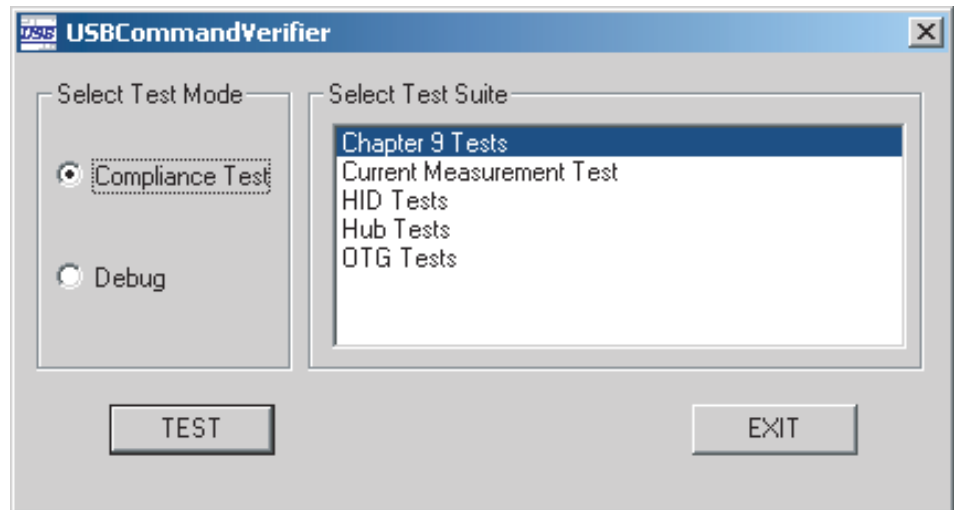 USB USBCommandVerifier
Select Test Mode
Compliance Test
Debug
Select Test Suite
Chapter 9 Tests
Current Measurement Test
HID Tests
Hub Tests
OTG Tests
TEST
EXIT